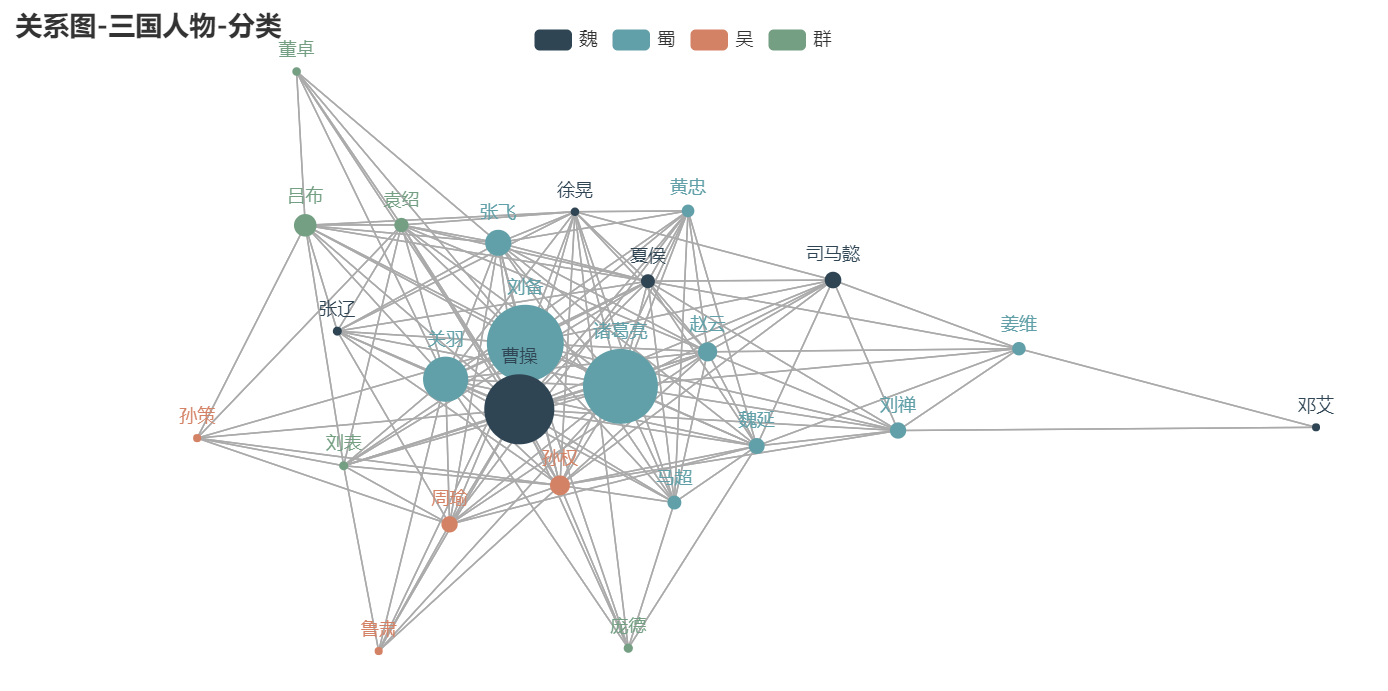 关系图-三国人物-分类
魏
蜀
吴
群
董卓
吕布
袁绍
张飞
徐晃
黄忠
夏侯
司马懿
刘备
张辽
关羽
曹操
诸葛亮
赵云
姜维
孙策
刘表
孙权
魏延
刘禅
邓艾
周瑜
马超
鲁肃
庞德